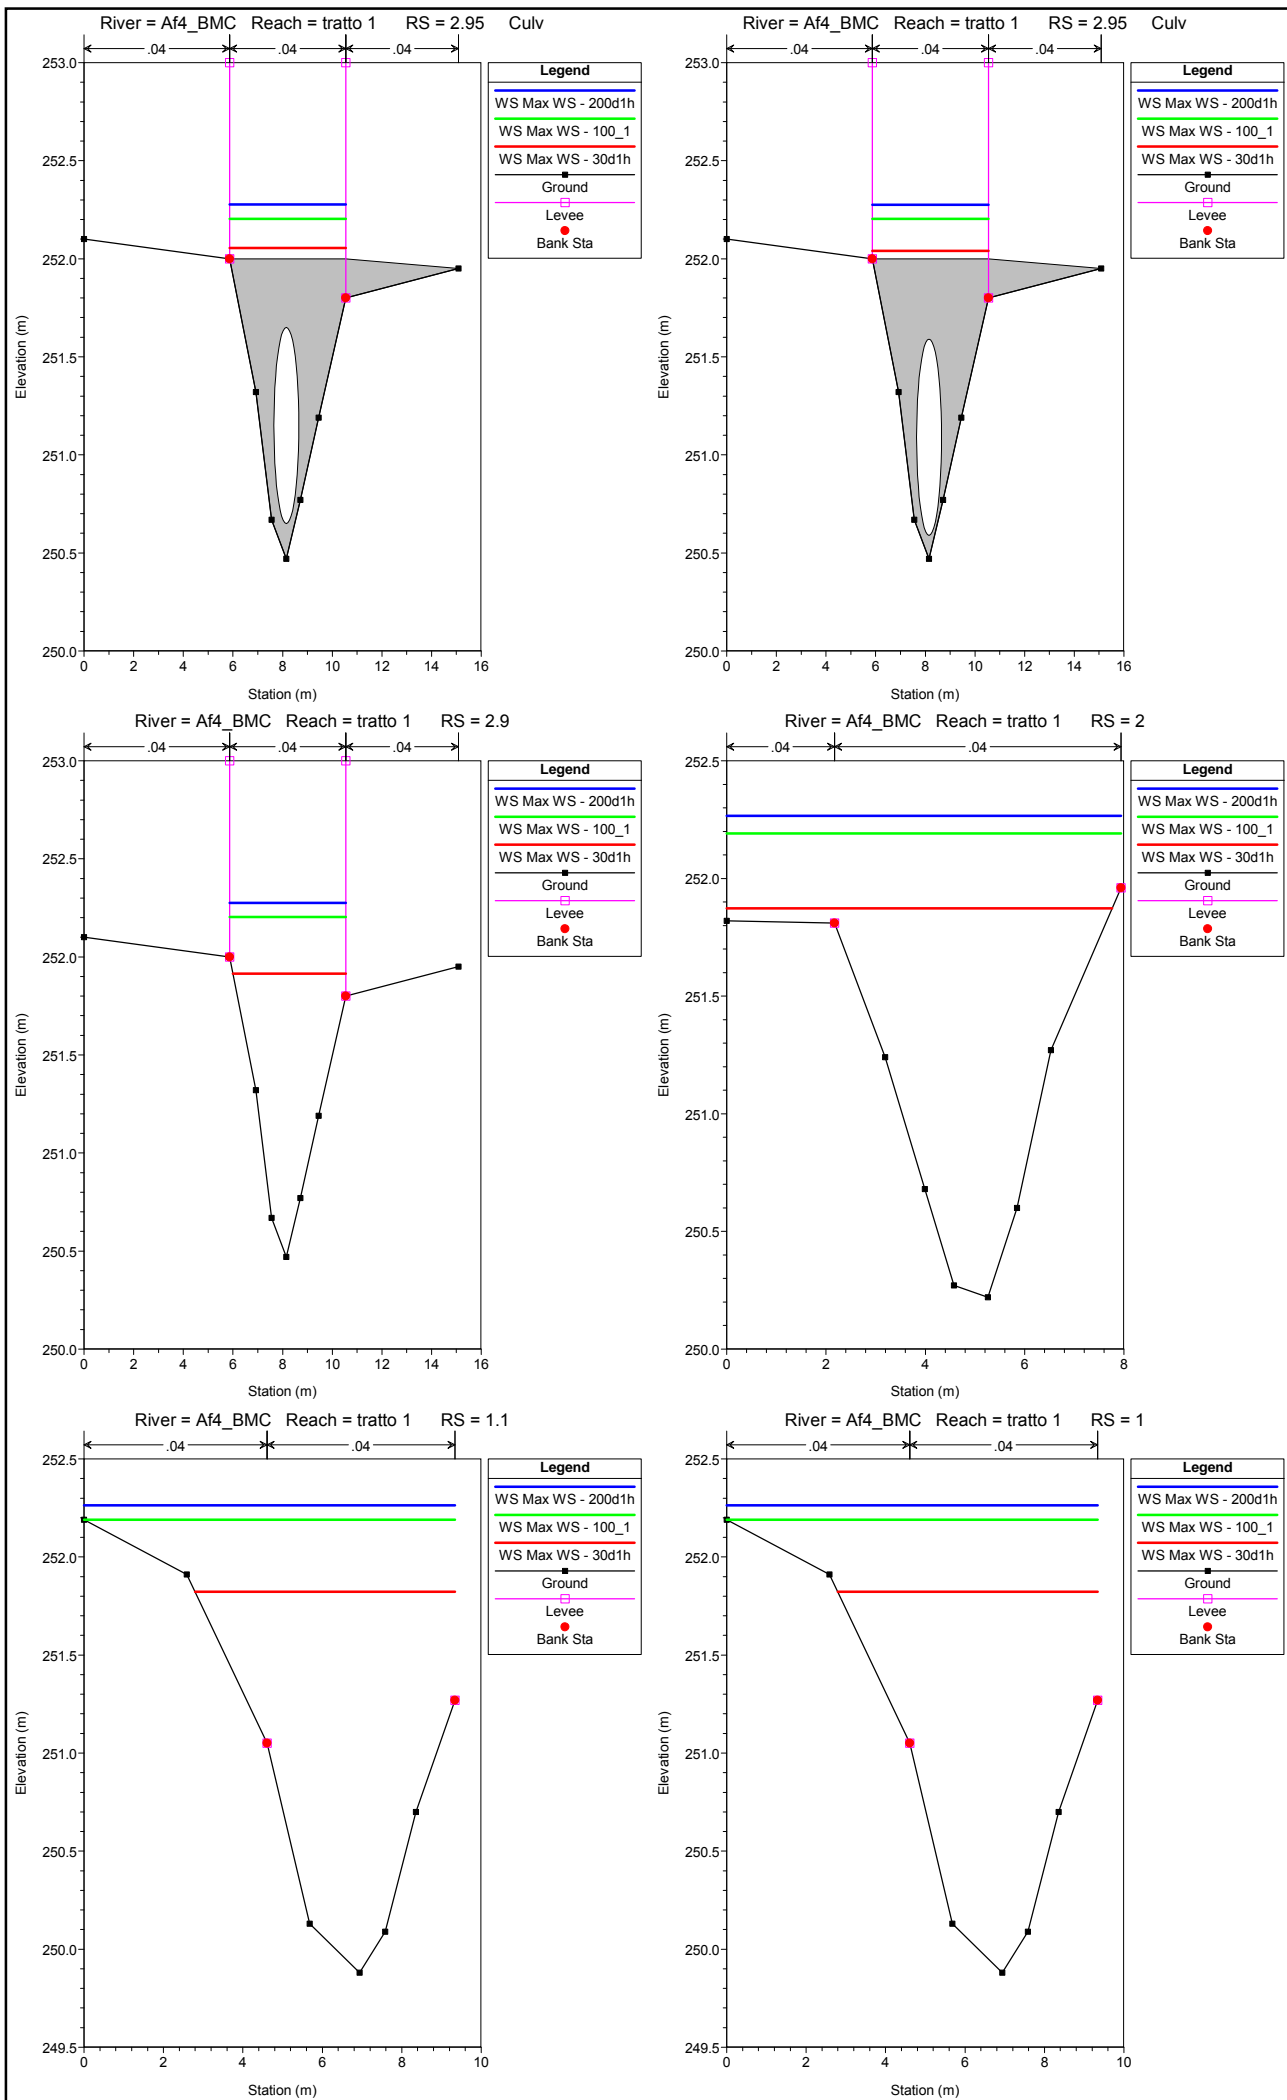 River = Af4_BMC Reach = tratto 1 RS = 2.95 Culv
.04 .04 .04
253.0
252.5
252.0
251.5
251.0
250.5
250.0
Elevation (m)
0 2 4 6 8 10 12 14 16
Station (m)
Legend
WS Max WS - 200d1h
WS Max WS - 100_1
WS Max WS - 30d1h
Ground
Levee
Bank Sta
River = Af4_BMC Reach = tratto 1 RS = 2.95 Culv
.04 .04 .04
253.0
252.5
252.0
251.5
251.0
250.5
250.0
Elevation (m)
0 2 4 6 8 10 12 14 16
Station (m)
Legend
WS Max WS - 200d1h
WS Max WS - 100_1
WS Max WS - 30d1h
Ground
Levee
Bank Sta
River = Af4_BMC Reach = tratto 1 RS = 2.9
.04 .04 .04
253.0
252.5
252.0
251.5
251.0
250.5
250.0
Elevation (m)
0 2 4 6 8 10 12 14 16
Station (m)
Legend
WS Max WS - 200d1h
WS Max WS - 100_1
WS Max WS - 30d1h
Ground
Levee
Bank Sta
River = Af4_BMC Reach = tratto 1 RS = 2
.04 .04
252.5
252.0
251.5
251.0
250.5
250.0
Elevation (m)
0 2 4 6 8
Station (m)
Legend
WS Max WS - 200d1h
WS Max WS - 100_1
WS Max WS - 30d1h
Ground
Levee
Bank Sta
River = Af4_BMC Reach = tratto 1 RS = 1.1
.04 .04
252.5
252.0
251.5
251.0
250.5
250.0
249.5
Elevation (m)
0 2 4 6 8 10
Station (m)
Legend
WS Max WS - 200d1h
WS Max WS - 100_1
WS Max WS - 30d1h
Ground
Levee
Bank Sta
River = Af4_BMC Reach = tratto 1 RS = 1
.04 .04
252.5
252.0
251.5
251.0
250.5
250.0
249.5
Elevation (m)
0 2 4 6 8 10
Station (m)
Legend
WS Max WS - 200d1h
WS Max WS - 100_1
WS Max WS - 30d1h
Ground
Levee
Bank Sta